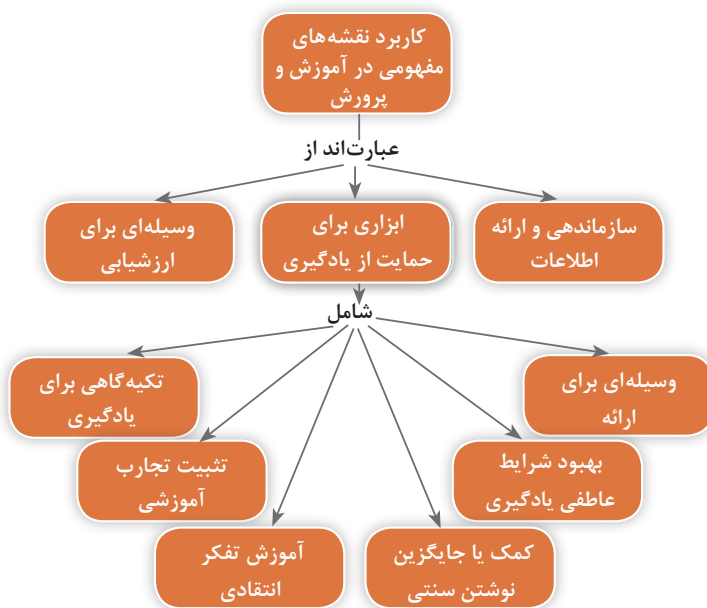 کاربرد نقشه‌های
مفهومی در آموزش و
پرورش
عبارت‌اند از
سازماندهی و ارائه
اطلاعات
ابزاری برای
حمایت از یادگیری
وسیله‌ای برای
ارزشیابی
شامل
وسیله‌ای برای
ارائه
بهبود شرایط
عاطفی یادگیری
کمک یا جایگزین
نوشتن سنتی
آموزش تفکر
انتقادی
تثبیت تجارب
آموزشی
تکیه‌گاهی برای
یادگیری